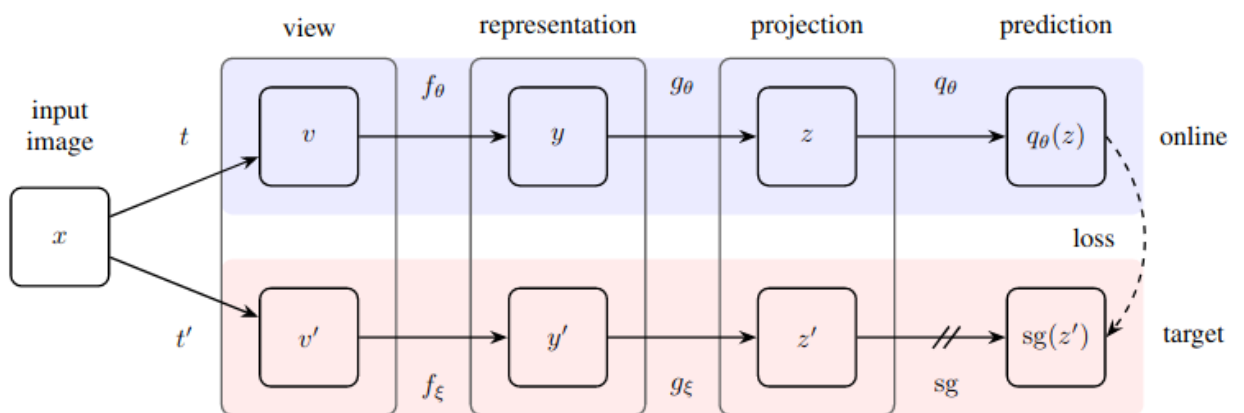 view representation projection prediction
input
image
t
f_θ g_θ q_θ
v y z q_θ(z)
online
x
loss
t′
v′ y′ z′ sg(z′)
target
f_ξ g_ξ sg